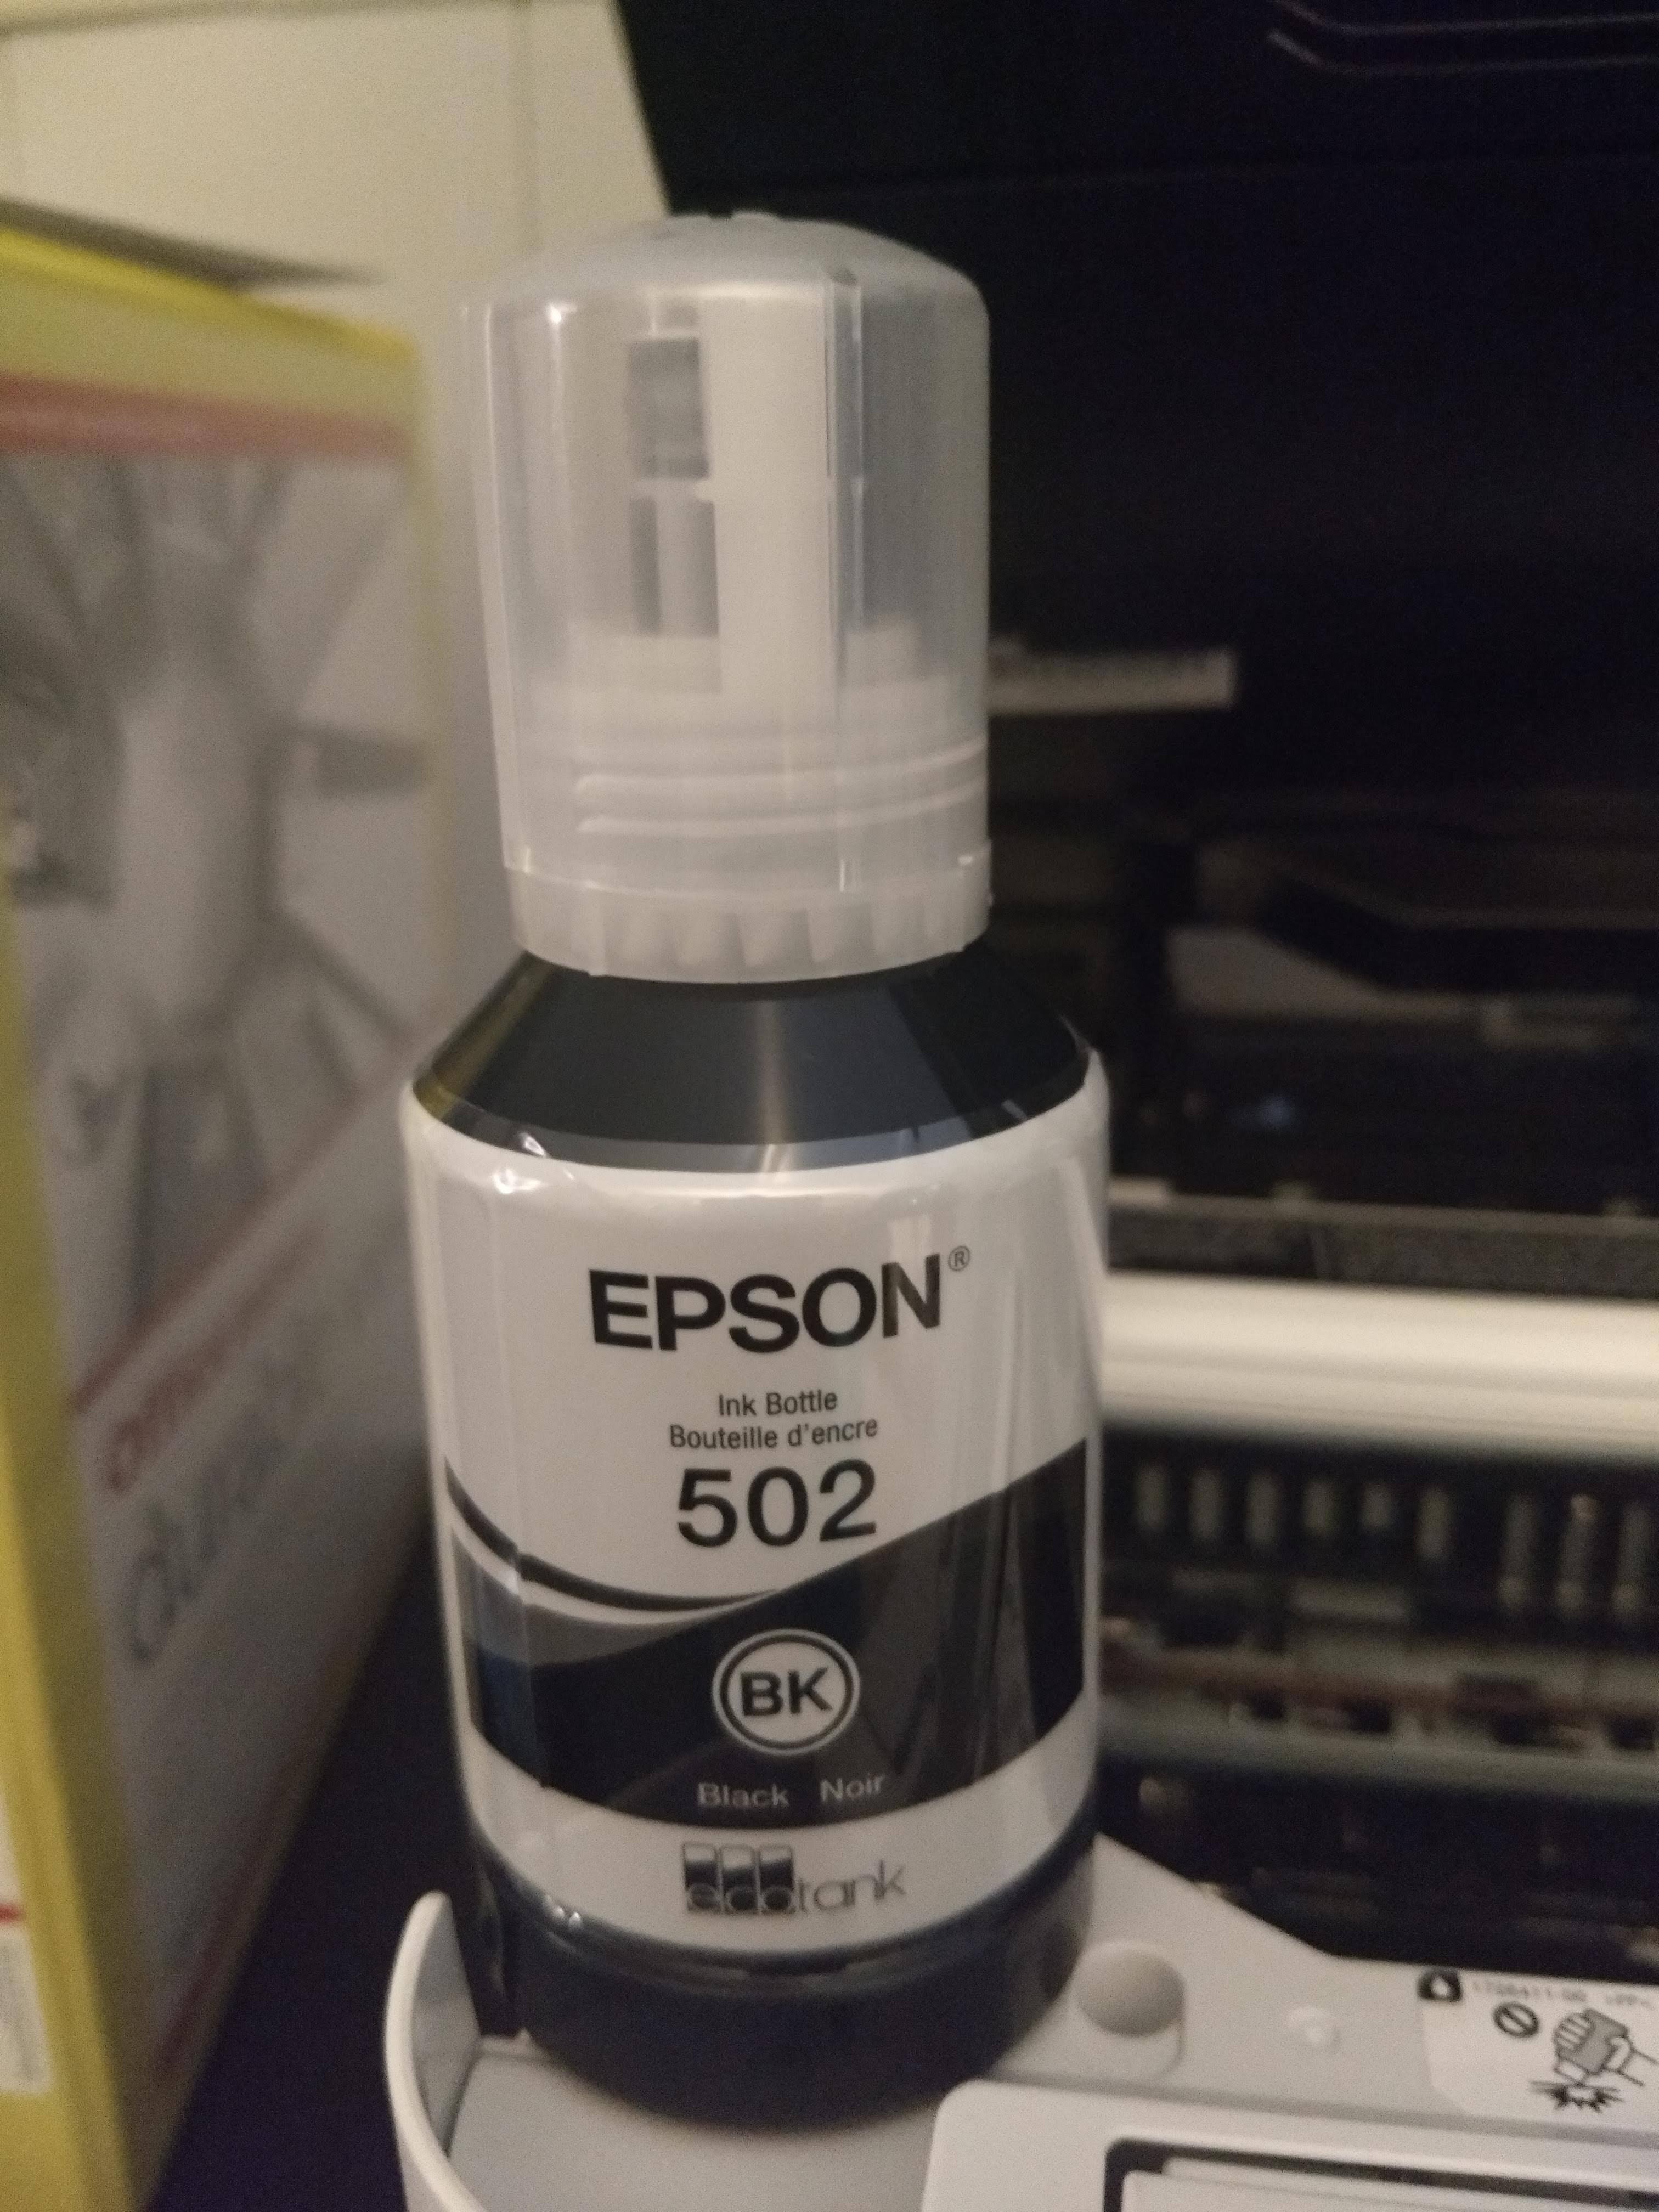 EPSON®
Ink Bottle
Bouteille d'encre
502
BK
Black Noir
ecotank